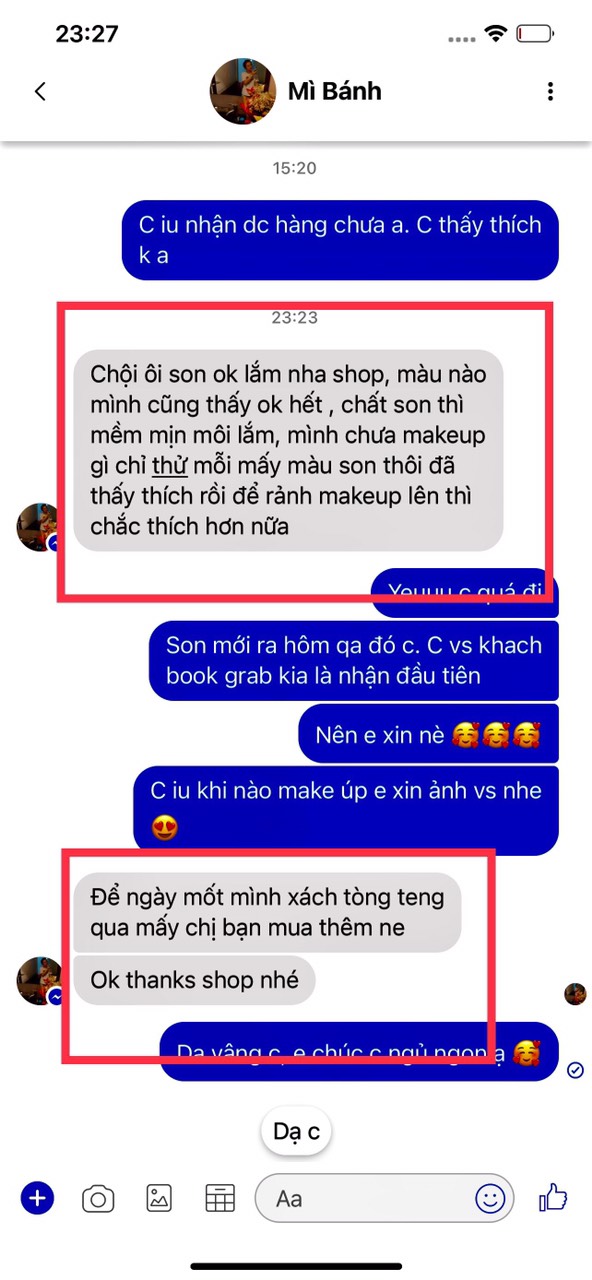 23:27
Mì Bánh
15:20
C iu nhận dc hàng chưa a. C thấy thích
k a
23:23
Chội ôi son ok lắm nha shop, màu nào
mình cũng thấy ok hết , chất son thì
mềm mịn môi lắm, mình chưa makeup
gì chỉ thử mỗi mấy màu son thôi đã
thấy thích rồi để rảnh makeup lên thì
chắc thích hơn nữa
Yeuuu c quá đi
Son mới ra hôm qa đó c. C vs khach
book grab kia là nhận đầu tiên
Nên e xin nè 🥰🥰🥰
C iu khi nào make úp e xin ảnh vs nhe
😍
Để ngày mốt mình xách tòng teng
qua mấy chị bạn mua thêm ne
Ok thanks shop nhé
Dạ vâng c, e chúc c ngủ ngon ạ 🥰
Dạ c
Aa